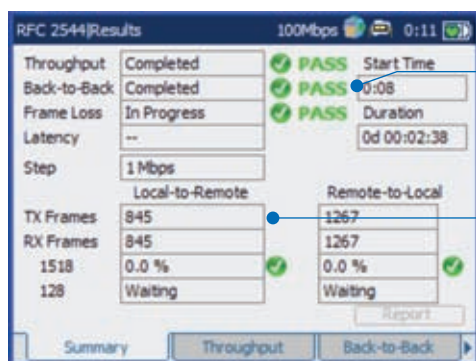 RFC 2544|Results 100Mbps 0:11
Throughput Completed PASS Start Time
Back-to-Back Completed PASS 0:08
Frame Loss In Progress PASS Duration
Latency -- 0d 00:02:38
Step 1 Mbps
Local-to-Remote Remote-to-Local
TX Frames 845 1267
RX Frames 845 1267
1518 0.0 % 0.0 %
128 Waiting Waiting
Report
Summary Throughput Back-to-Back